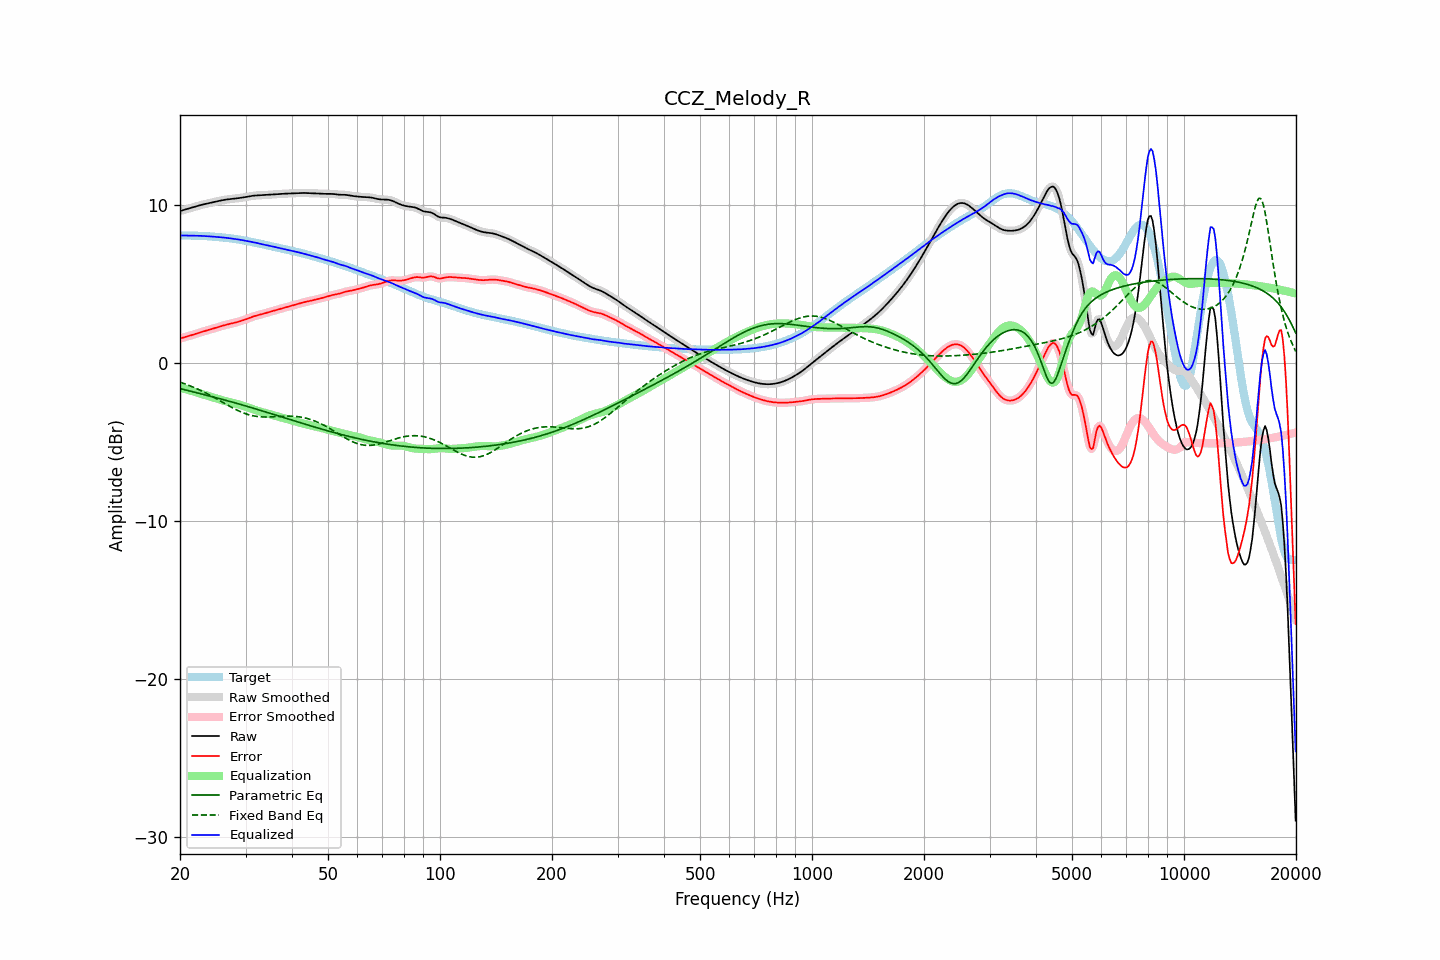 CCZ_Melody_R
10
0
−10
−20
−30
Amplitude (dBr)
Target
Raw Smoothed
Error Smoothed
Raw
Error
Equalization
Parametric Eq
Fixed Band Eq
Equalized
20 50 100 200 500 1000 2000 5000 10000 20000
Frequency (Hz)